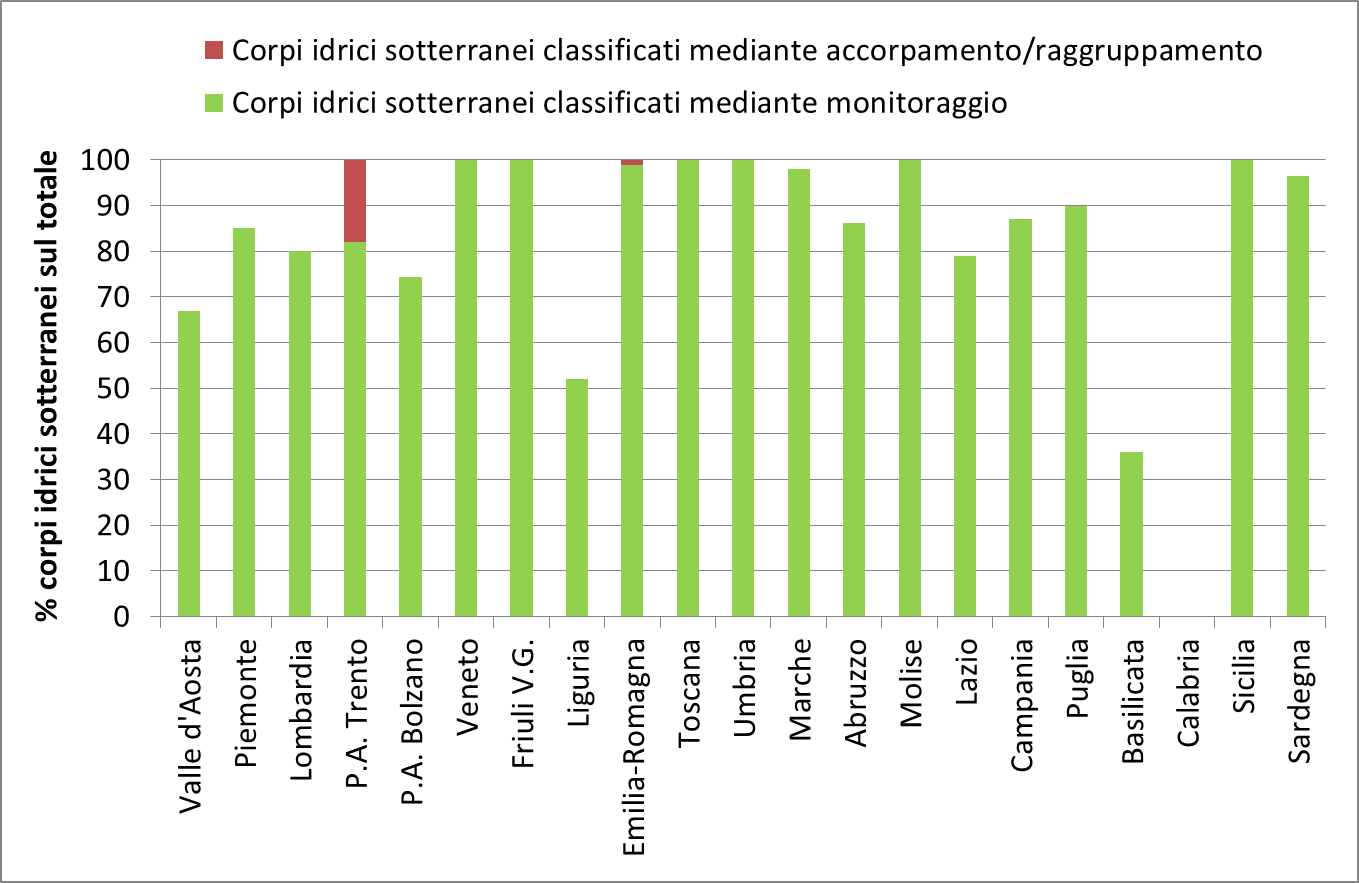 Corpi idrici sotterranei classificati mediante accorpamento/raggruppamento
Corpi idrici sotterranei classificati mediante monitoraggio
% corpi idrici sotterranei sul totale
100
90
80
70
60
50
40
30
20
10
0
Valle d'Aosta
Piemonte
Lombardia
P.A. Trento
P.A. Bolzano
Veneto
Friuli V.G.
Liguria
Emilia-Romagna
Toscana
Umbria
Marche
Abruzzo
Molise
Lazio
Campania
Puglia
Basilicata
Calabria
Sicilia
Sardegna